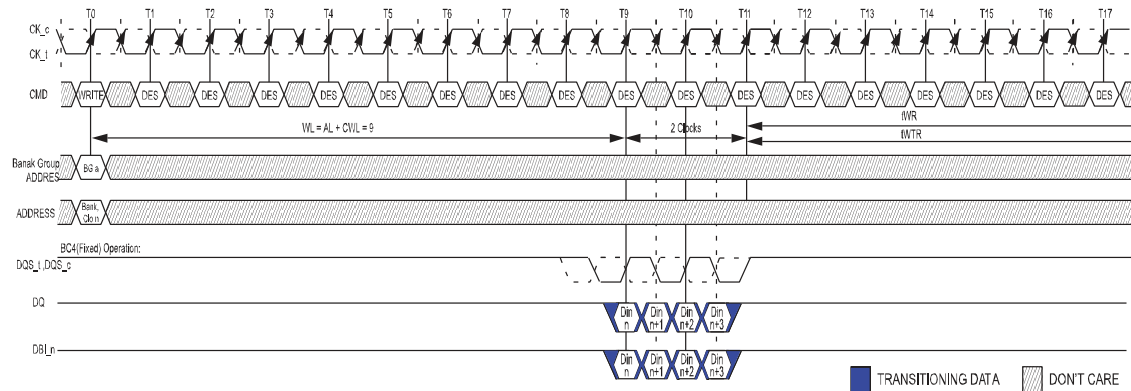 T0 T1 T2 T3 T4 T5 T6 T7 T8 T9 T10 T11 T12 T13 T14 T15 T16 T17
CK_c
CK_t
CMD WRITE DES DES DES DES DES DES DES DES DES DES DES DES DES DES DES DES DES
WL = AL + CWL = 9 2 Clocks tWR
tWTR
Banak Group
ADDRES BG a
ADDRESS Bank, Clo n
BC4(Fixed) Operation:
DQS_t ,DQS_c
DQ Din n Din n+1 Din n+2 Din n+3
DBI_n Din n Din n+1 Din n+2 Din n+3
TRANSITIONING DATA DON'T CARE